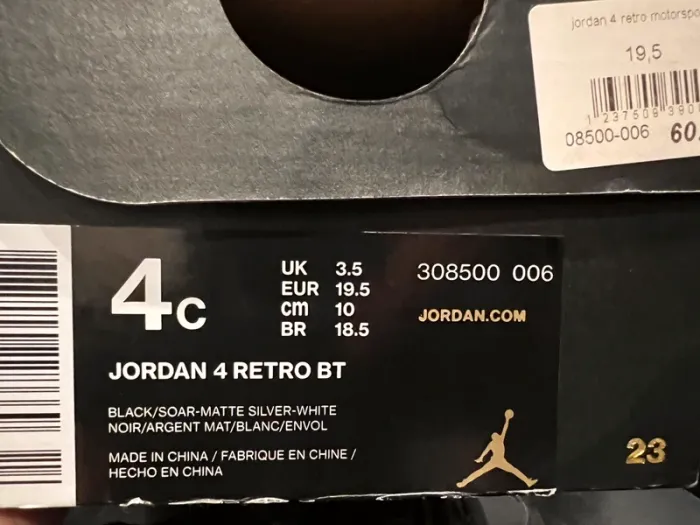 jordan 4 retro
19,5
08500-006
60
4c
UK 3.5
EUR 19.5
cm 10
BR 18.5
308500 006
JORDAN.COM
JORDAN 4 RETRO BT
BLACK/SOAR-MATTE SILVER-WHITE
NOIR/ARGENT MAT/BLANC/ENVOL
MADE IN CHINA / FABRIQUE EN CHINE /
HECHO EN CHINA
23